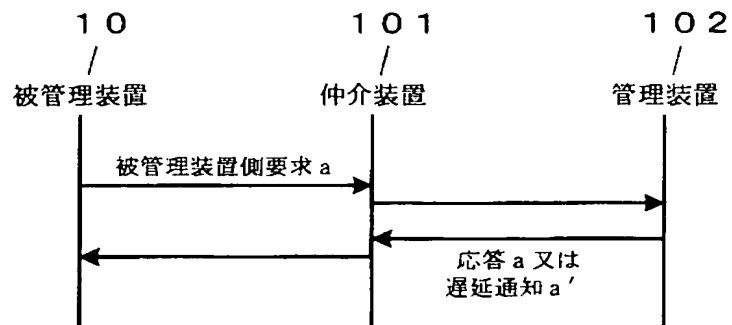 １０ １０１ １０２
被管理装置 仲介装置 管理装置
被管理装置側要求ａ
応答ａ又は
遅延通知ａ′